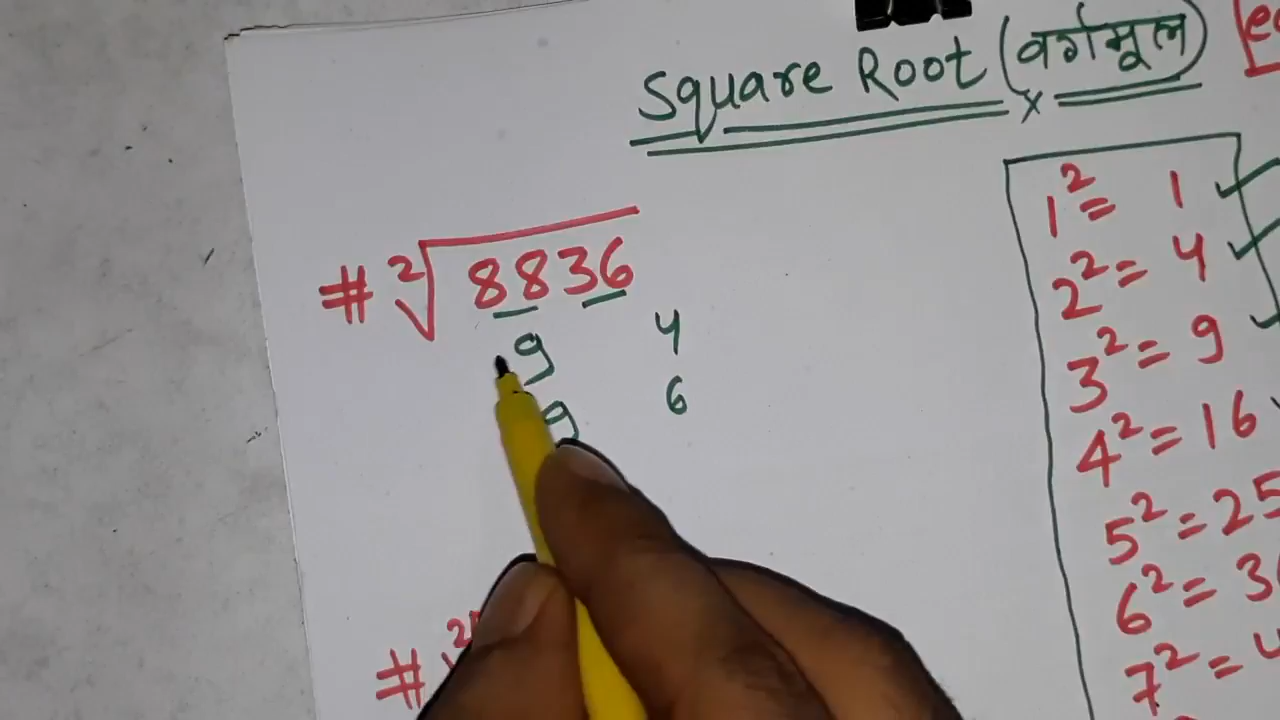 Square Root (वर्गमूल)
# ²√8836
9 4
9 6
#
1² = 1
2² = 4
3² = 9
4² = 16
5² = 25
6² = 3
7² = 4